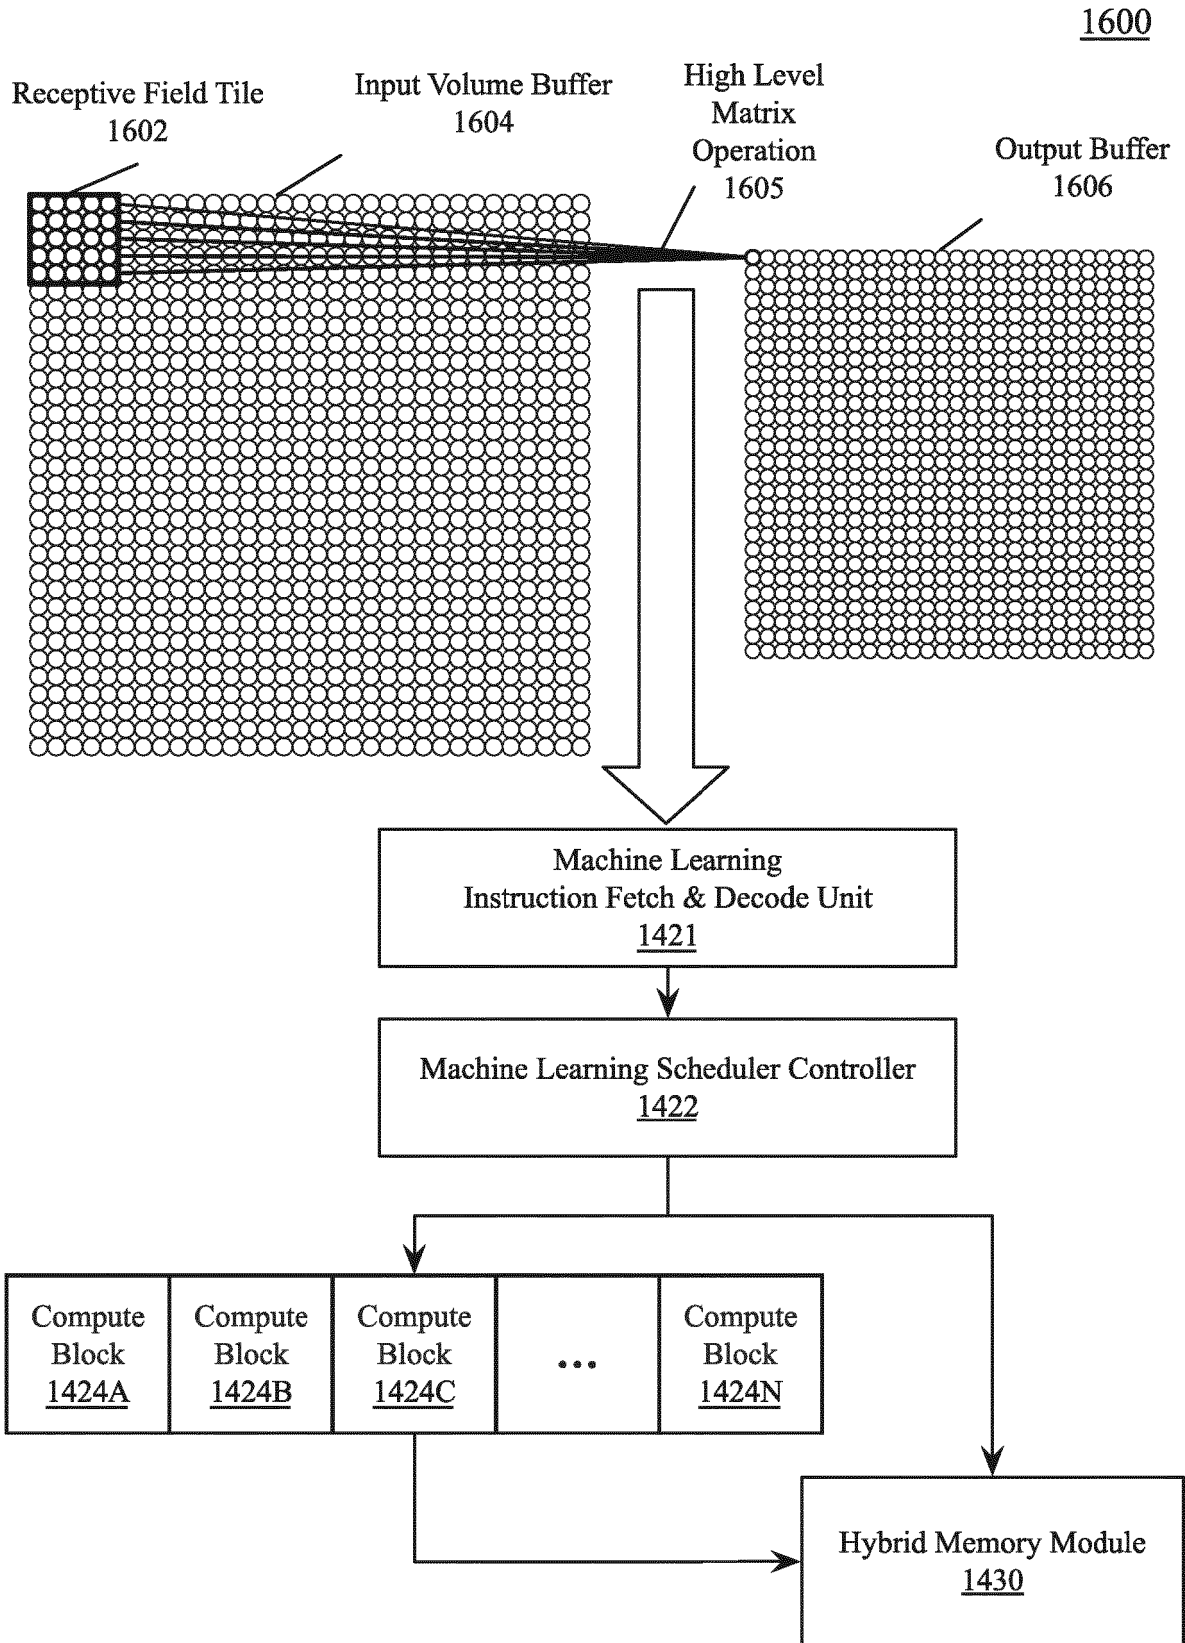 1600
Receptive Field Tile
1602
Input Volume Buffer
1604
High Level
Matrix
Operation
1605
Output Buffer
1606
Machine Learning
Instruction Fetch & Decode Unit
1421
Machine Learning Scheduler Controller
1422
Compute
Block
1424A
Compute
Block
1424B
Compute
Block
1424C
...
Compute
Block
1424N
Hybrid Memory Module
1430